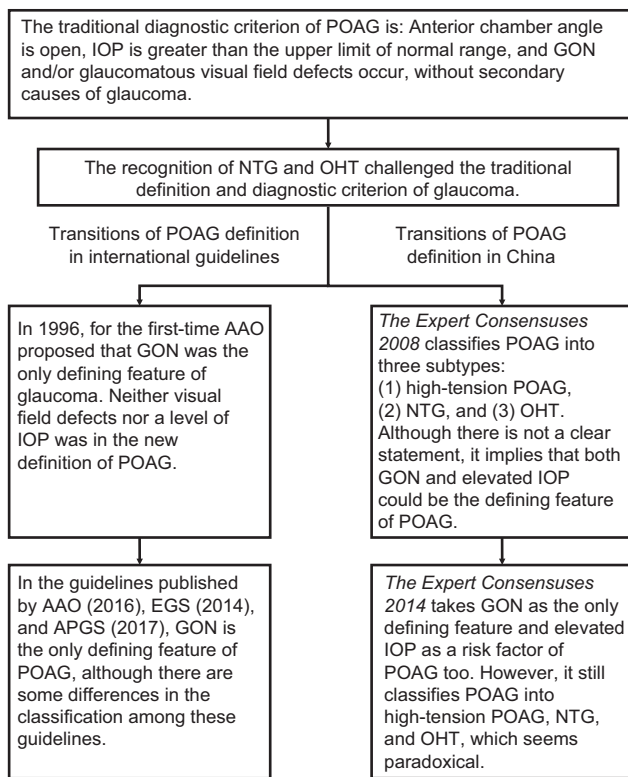 The traditional diagnostic criterion of POAG is: Anterior chamber angle
is open, IOP is greater than the upper limit of normal range, and GON
and/or glaucomatous visual field defects occur, without secondary
causes of glaucoma.
The recognition of NTG and OHT challenged the traditional
definition and diagnostic criterion of glaucoma.
Transitions of POAG definition
in international guidelines
Transitions of POAG
definition in China
In 1996, for the first-time AAO
proposed that GON was the
only defining feature of
glaucoma. Neither visual
field defects nor a level of
IOP was in the new
definition of POAG.
The Expert Consensuses
2008 classifies POAG into
three subtypes:
(1) high-tension POAG,
(2) NTG, and (3) OHT.
Although there is not a clear
statement, it implies that both
GON and elevated IOP
could be the defining feature
of POAG.
In the guidelines published
by AAO (2016), EGS (2014),
and APGS (2017), GON is
the only defining feature of
POAG, although there are
some differences in the
classification among these
guidelines.
The Expert Consensuses
2014 takes GON as the only
defining feature and elevated
IOP as a risk factor of
POAG too. However, it still
classifies POAG into
high-tension POAG, NTG,
and OHT, which seems
paradoxical.